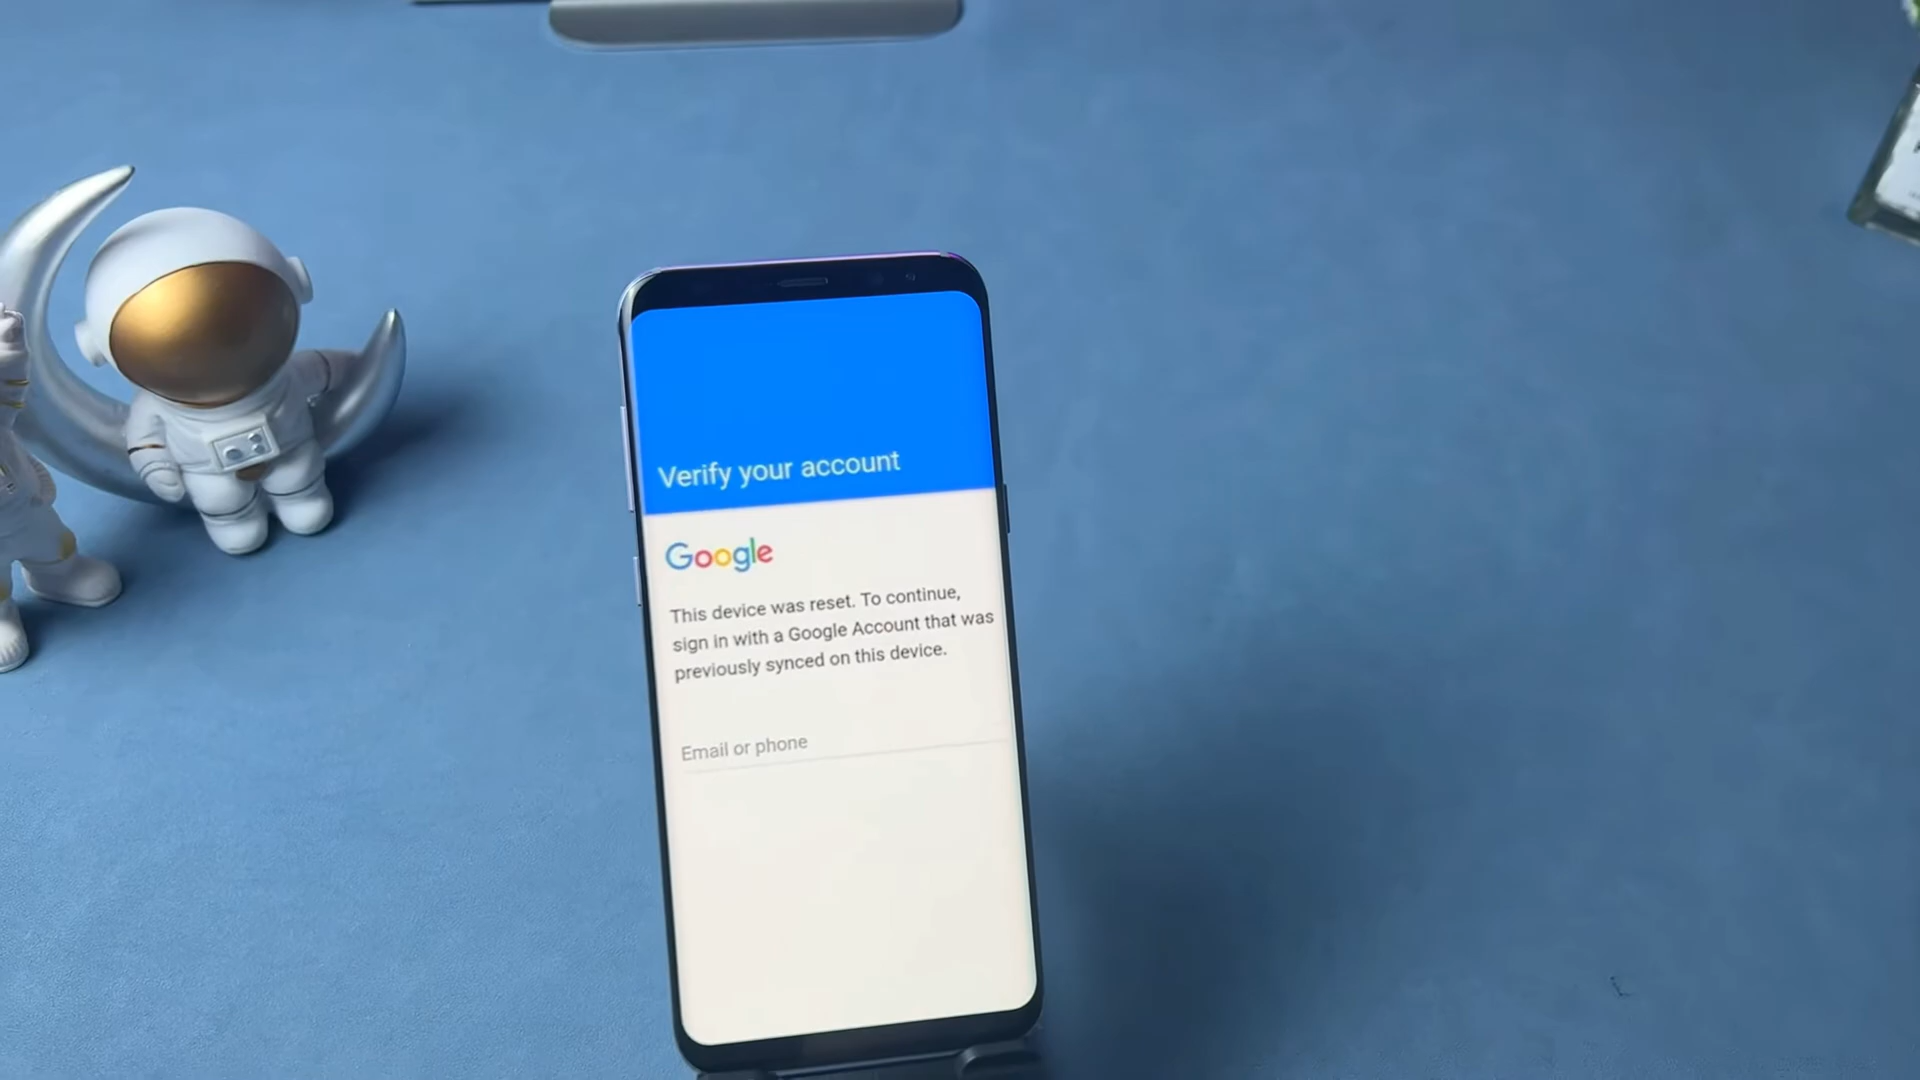 Verify your account
Google
This device was reset. To continue,
sign in with a Google Account that was
previously synced on this device.
Email or phone